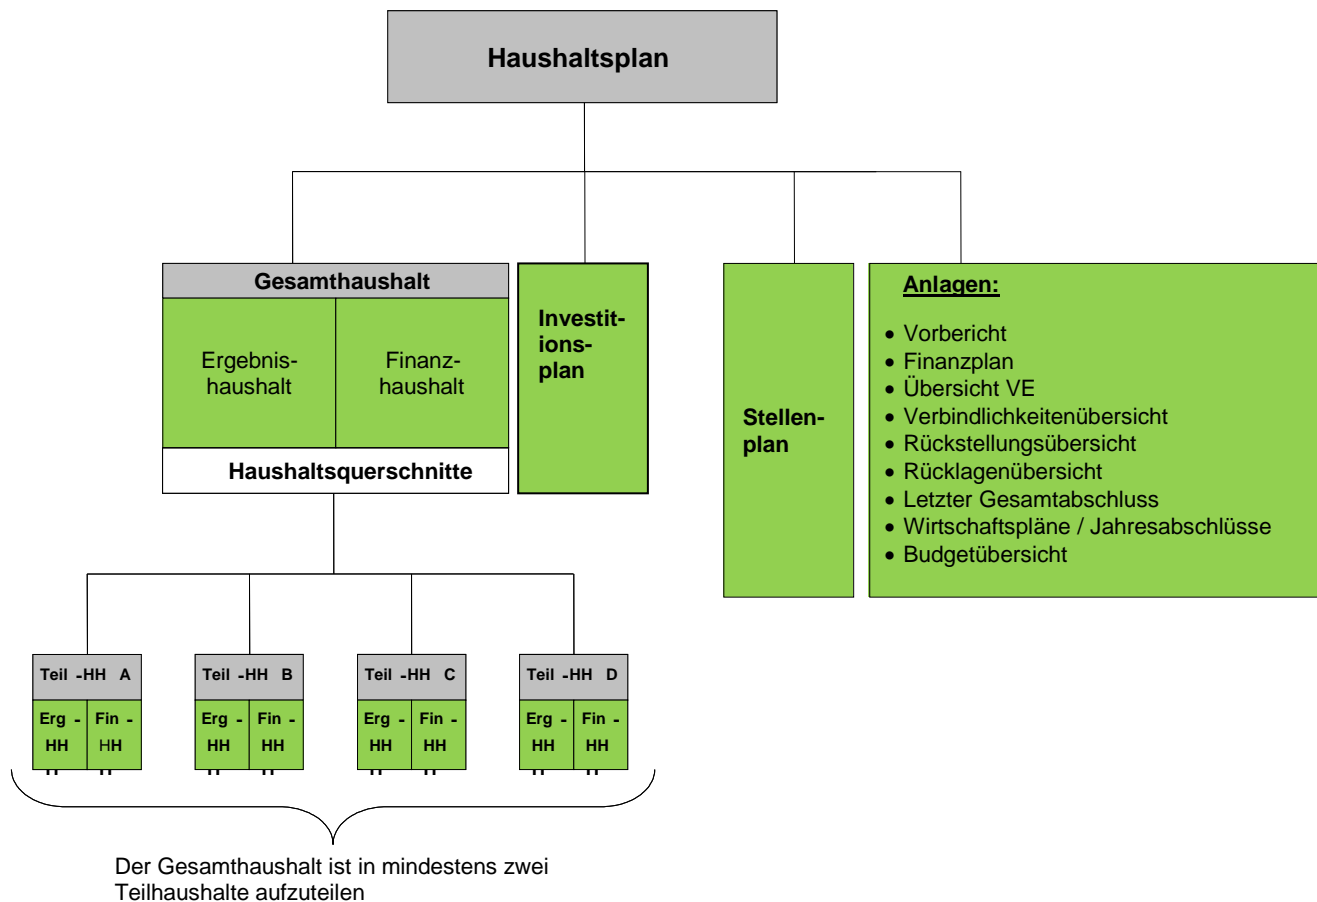 Haushaltsplan
Gesamthaushalt
Ergebnis-
haushalt
Finanz-
haushalt
Haushaltsquerschnitte
Investit-
ions-
plan
Stellen-
plan
Anlagen:
• Vorbericht
• Finanzplan
• Übersicht VE
• Verbindlichkeitenübersicht
• Rückstellungsübersicht
• Rücklagenübersicht
• Letzter Gesamtabschluss
• Wirtschaftspläne / Jahresabschlüsse
• Budgetübersicht
Teil -HH A
Erg -
HH
Fin -
HH
Teil -HH B
Erg -
HH
Fin -
HH
Teil -HH C
Erg -
HH
Fin -
HH
Teil -HH D
Erg -
HH
Fin -
HH
Der Gesamthaushalt ist in mindestens zwei
Teilhaushalte aufzuteilen